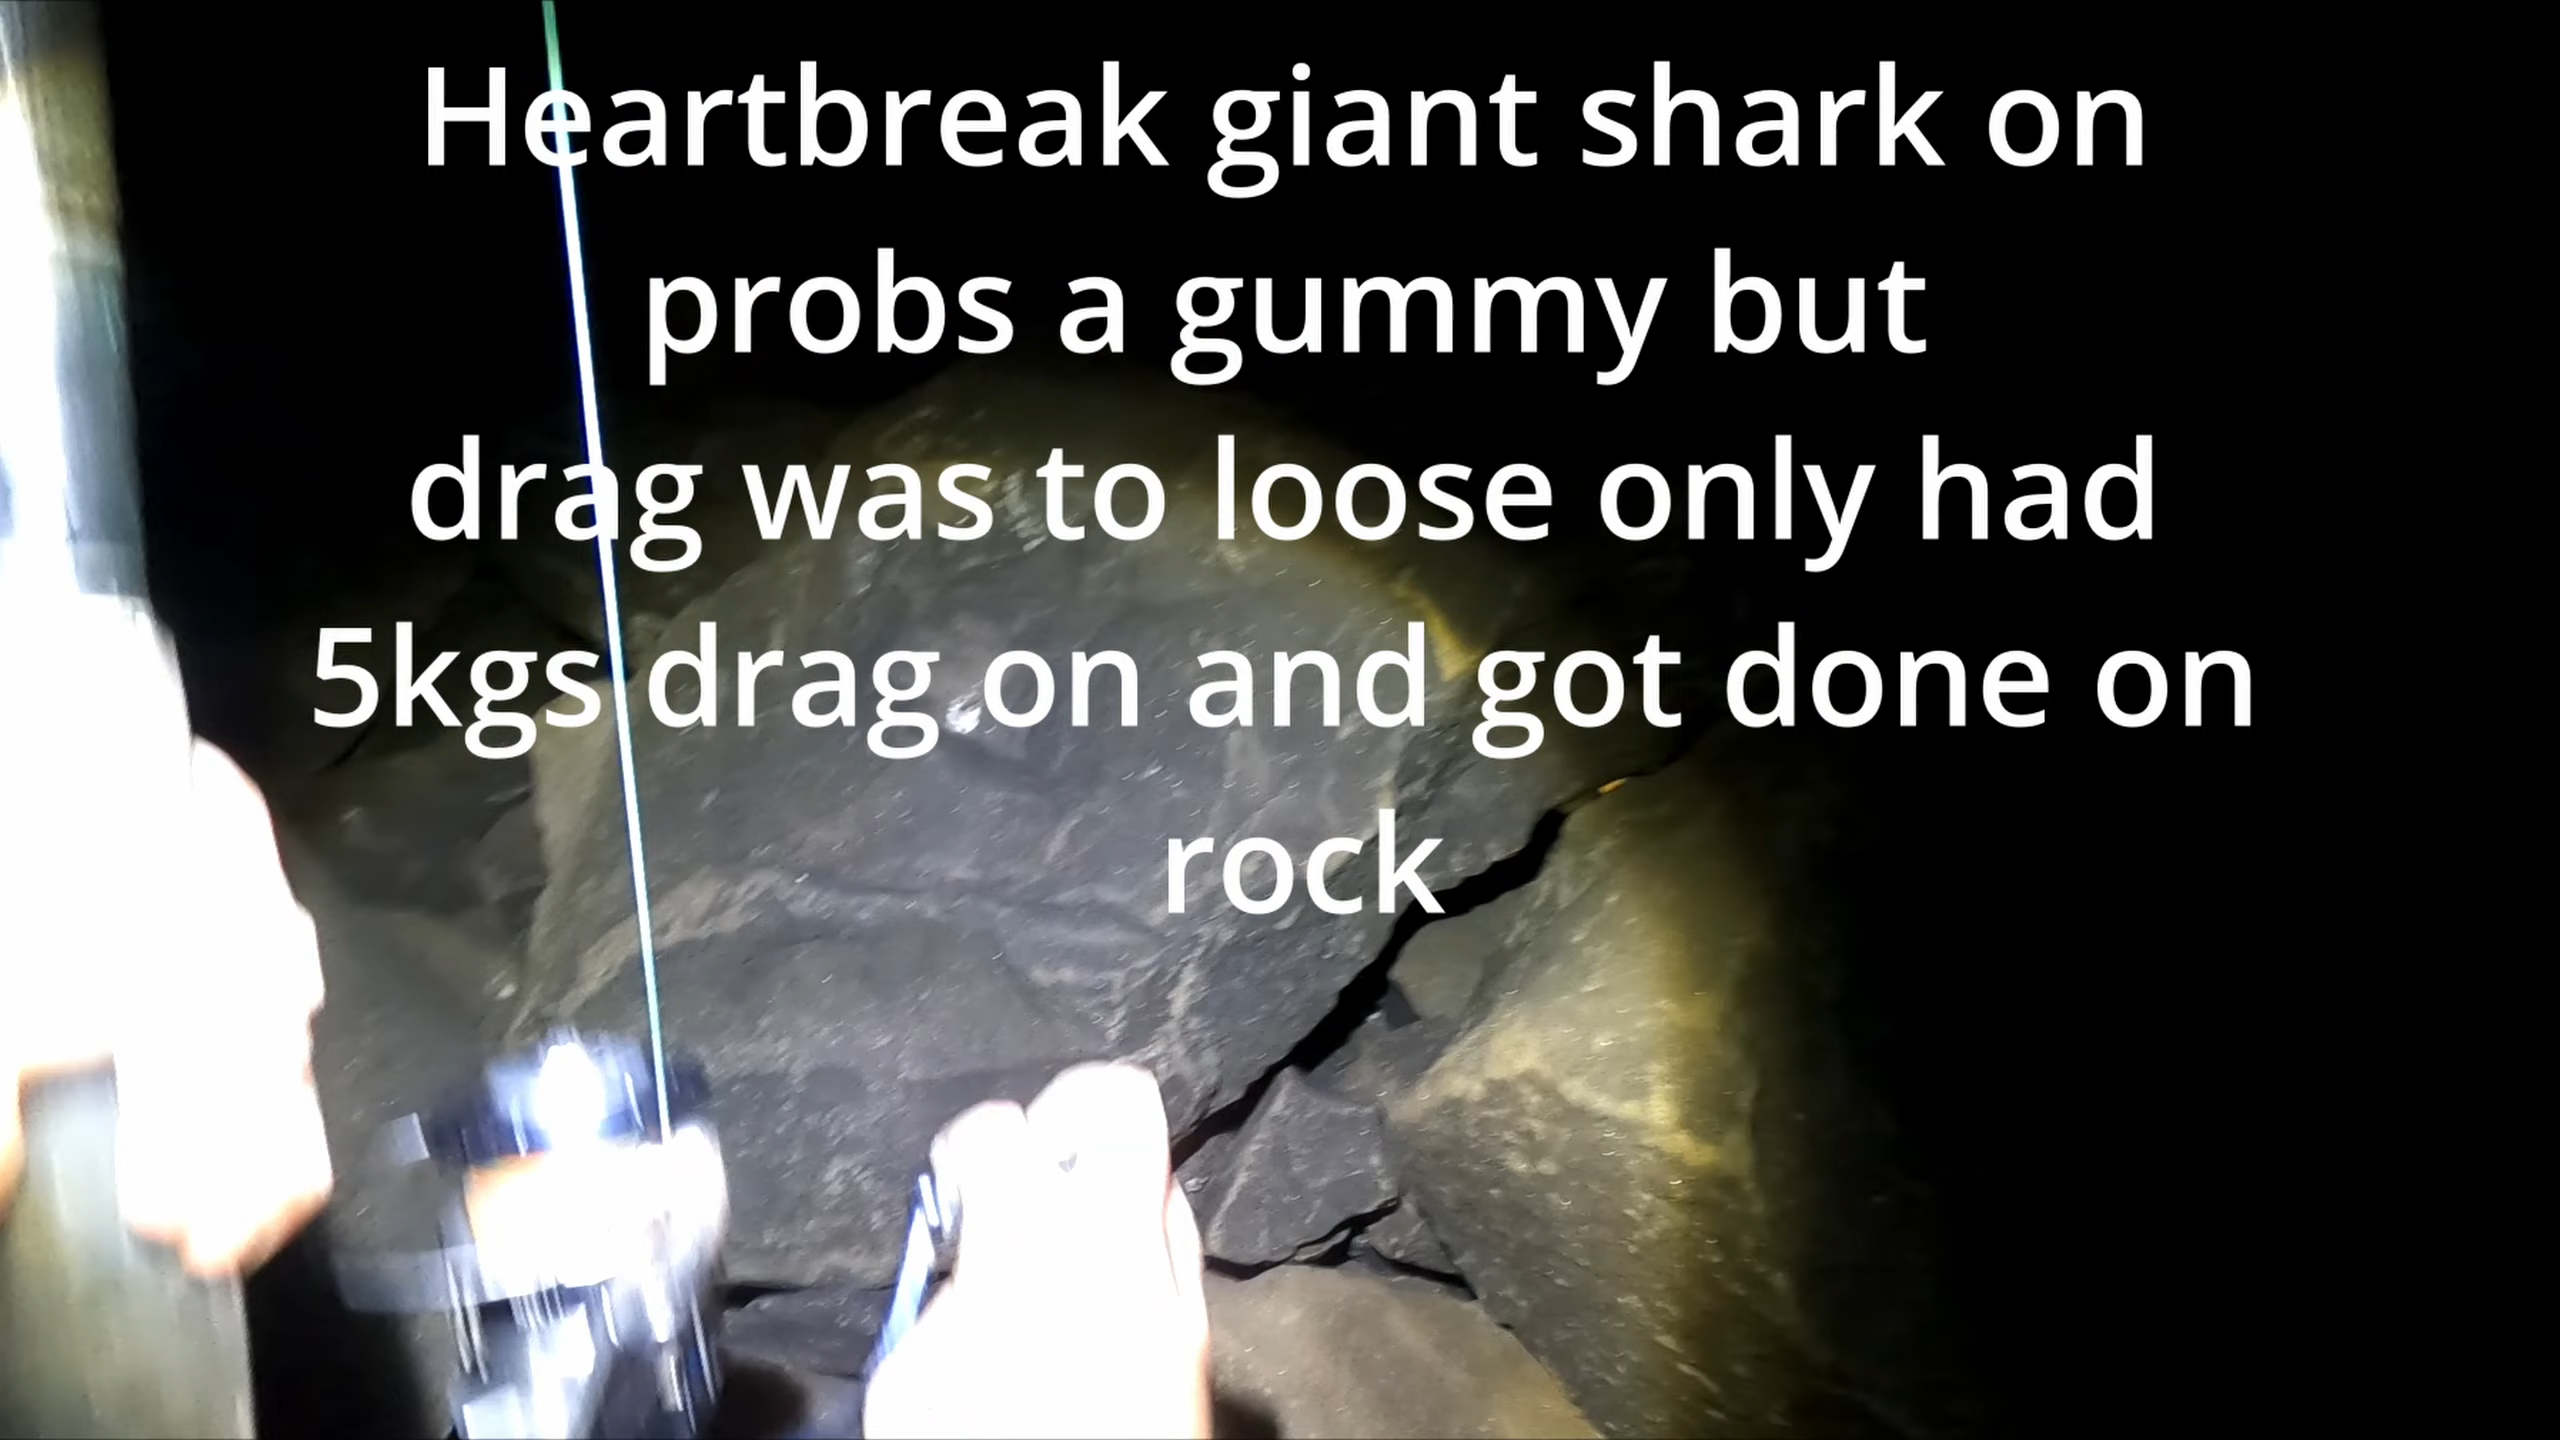 Heartbreak giant shark on
probs a gummy but
drag was to loose only had
5kgs drag on and got done on
rock